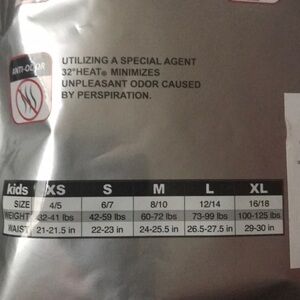 ANTI-ODOR
UTILIZING A SPECIAL AGENT
32°HEAT® MINIMIZES
UNPLEASANT ODOR CAUSED
BY PERSPIRATION.
kids XS S M L XL
SIZE 4/5 6/7 8/10 12/14 16/18
WEIGHT 32-41 lbs 42-59 lbs 60-72 lbs 73-99 lbs 100-125 lbs
WAIST 21-21.5 in 22-23 in 24-25.5 in 26.5-27.5 in 29-30 in